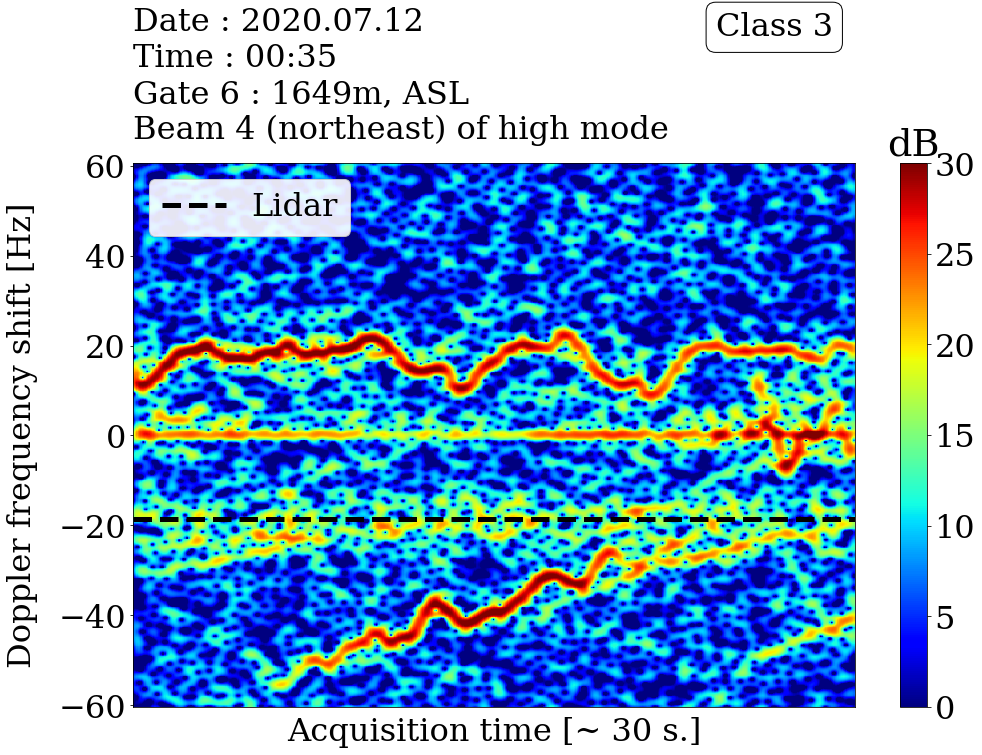 Date : 2020.07.12
Time : 00:35
Gate 6 : 1649m, ASL
Beam 4 (northeast) of high mode
Class 3
dB
Lidar
Doppler frequency shift [Hz]
60
40
20
0
−20
−40
−60
Acquisition time [~ 30 s.]
30
25
20
15
10
5
0